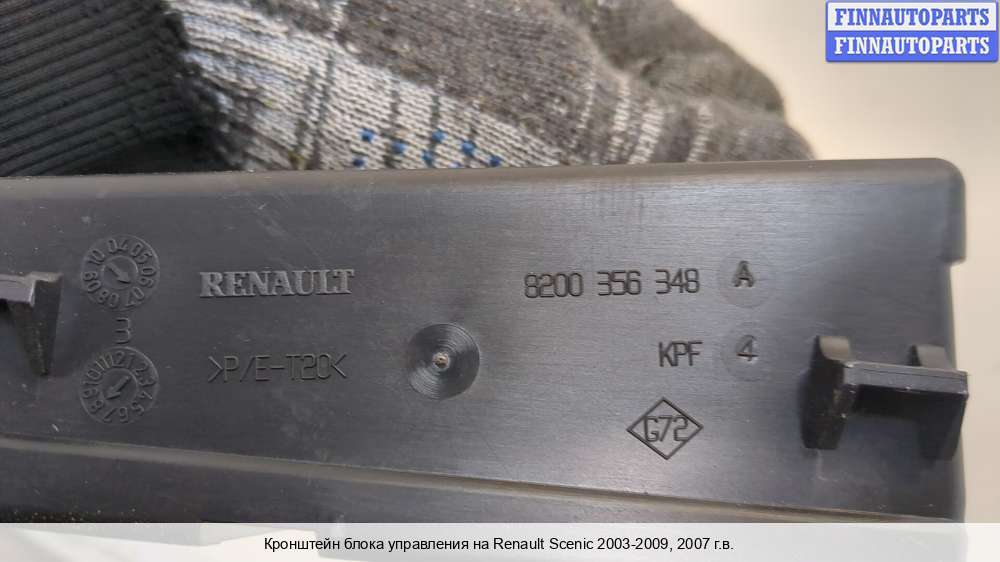 FINNAUTOPARTS
FINNAUTOPARTS
RENAULT
8200 356 348 A
>P/E-T20<
KPF 4
G72
3
Кронштейн блока управления на Renault Scenic 2003-2009, 2007 г.в.